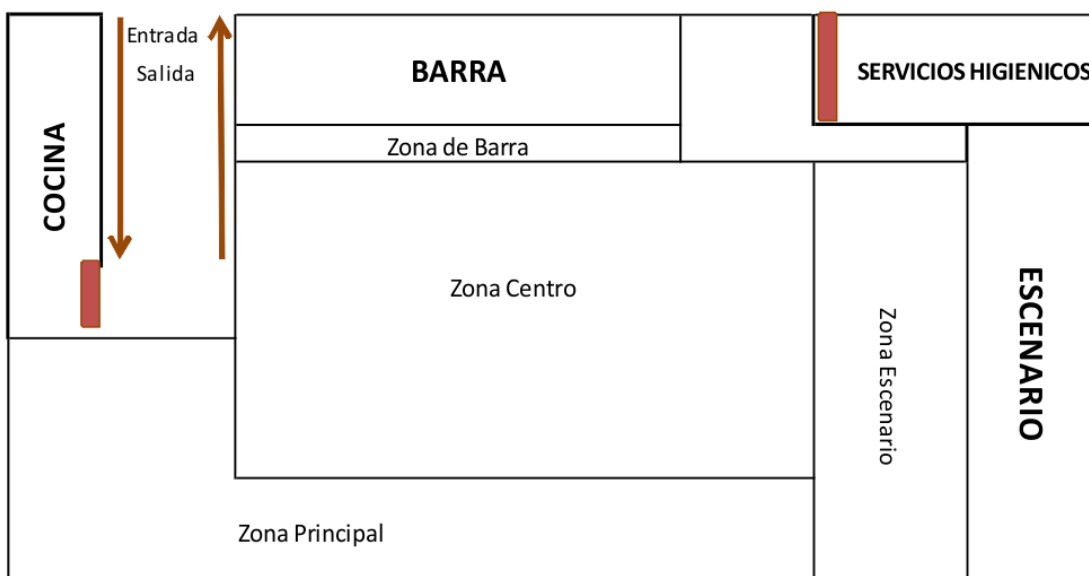 Entrada
Salida
BARRA
SERVICIOS HIGIENICOS
COCINA
Zona de Barra
Zona Centro
Zona Escenario
ESCENARIO
Zona Principal